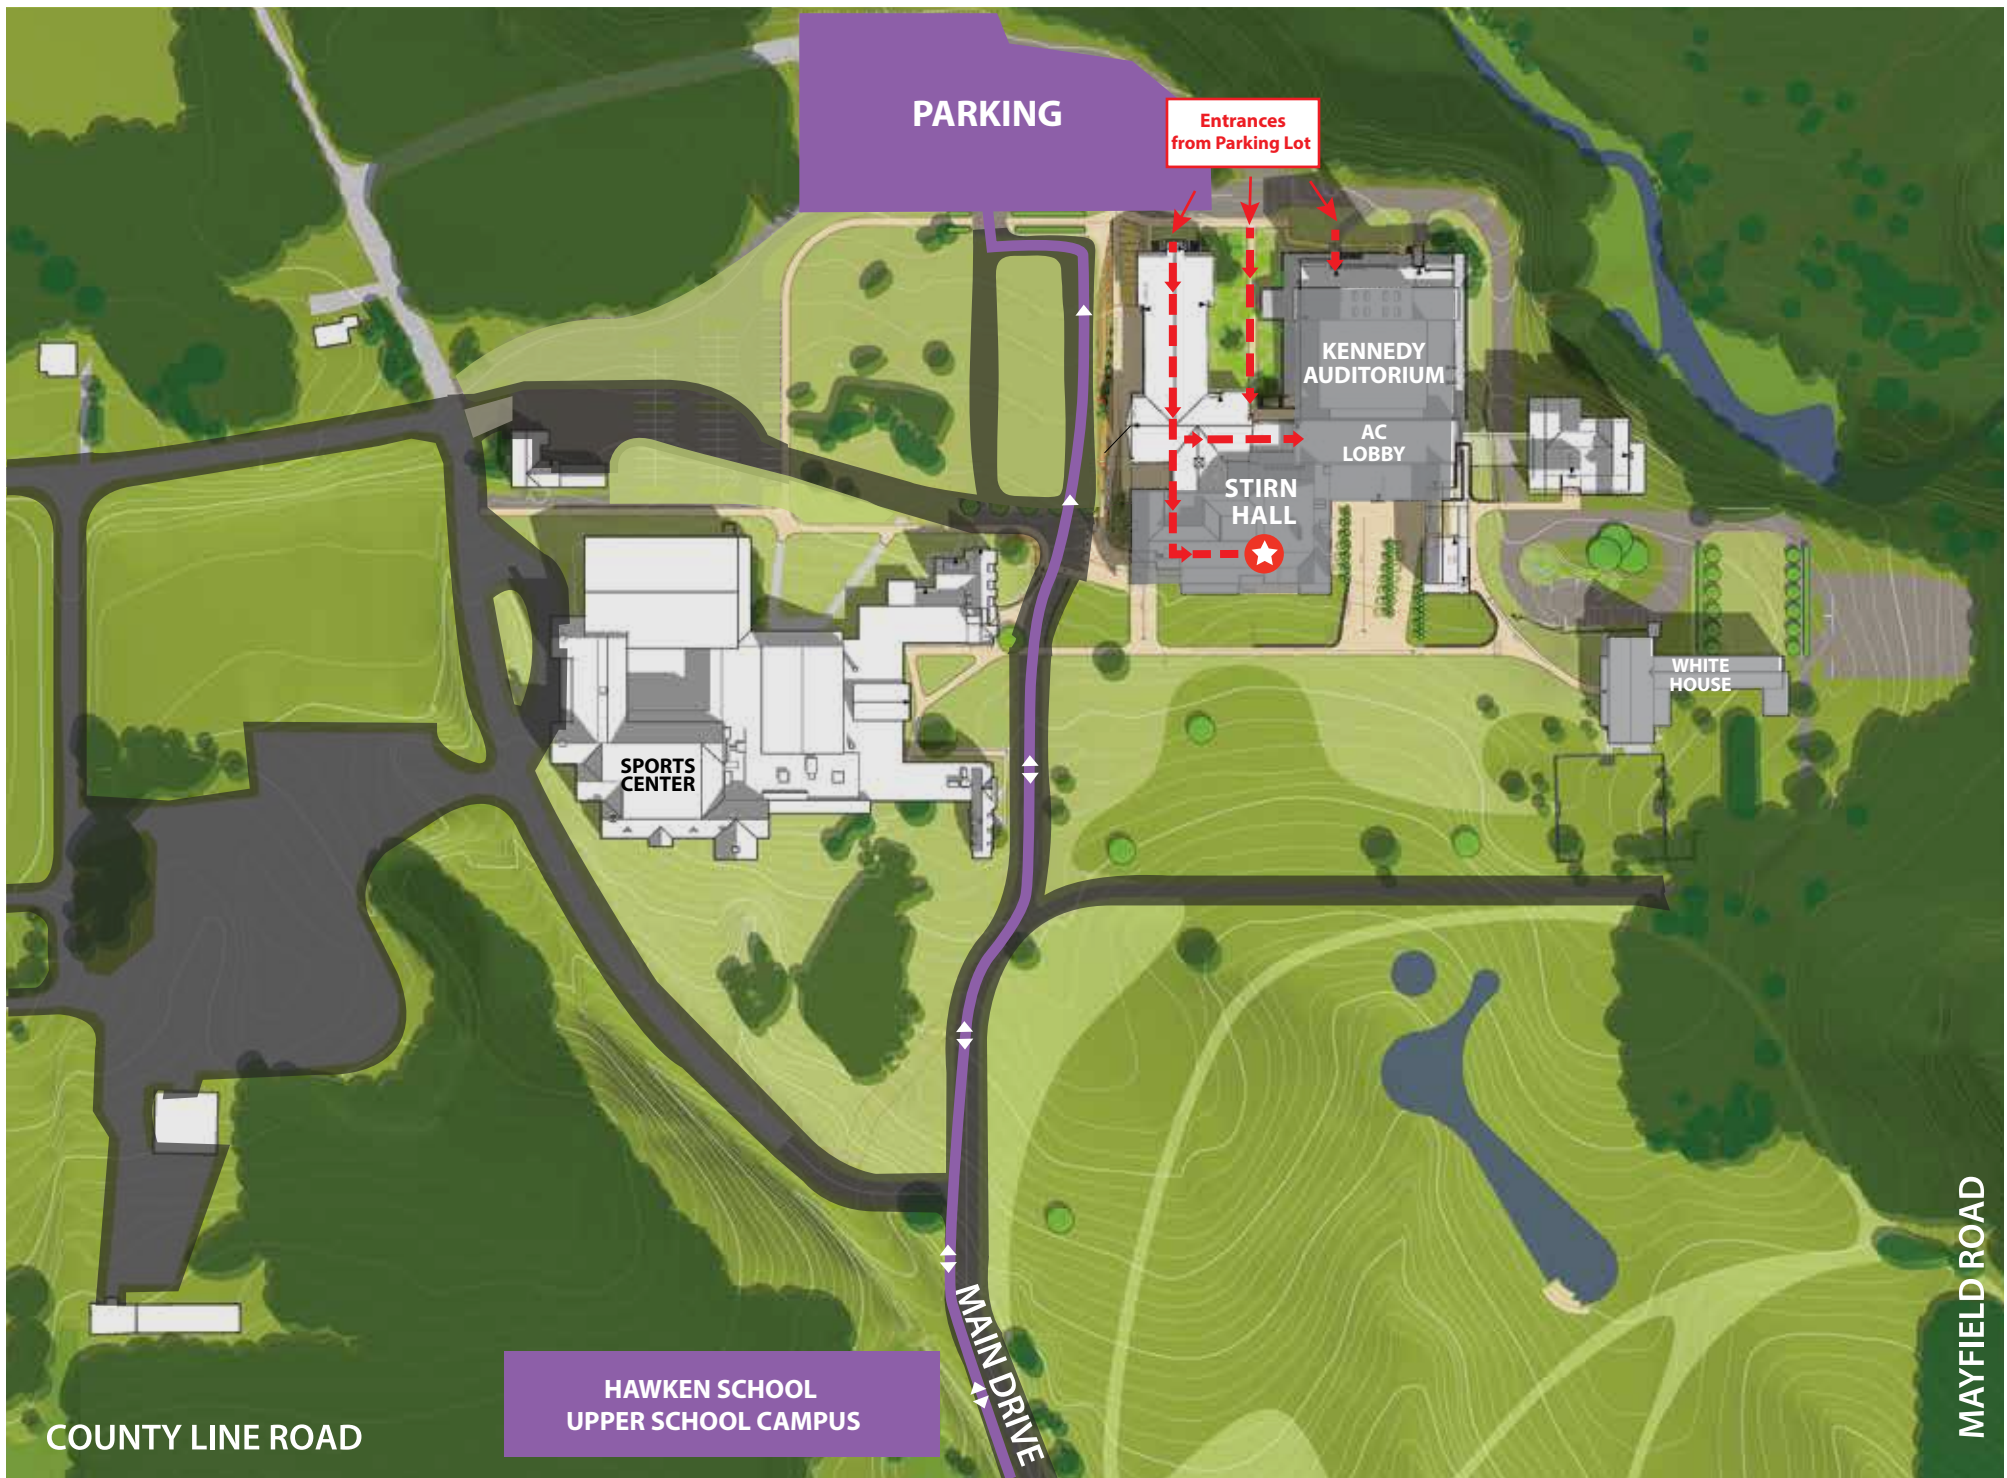 PARKING
Entrances
from Parking Lot
KENNEDY
AUDITORIUM
AC
LOBBY
STIRN
HALL
WHITE
HOUSE
SPORTS
CENTER
MAIN DRIVE
HAWKEN SCHOOL
UPPER SCHOOL CAMPUS
COUNTY LINE ROAD
MAYFIELD ROAD